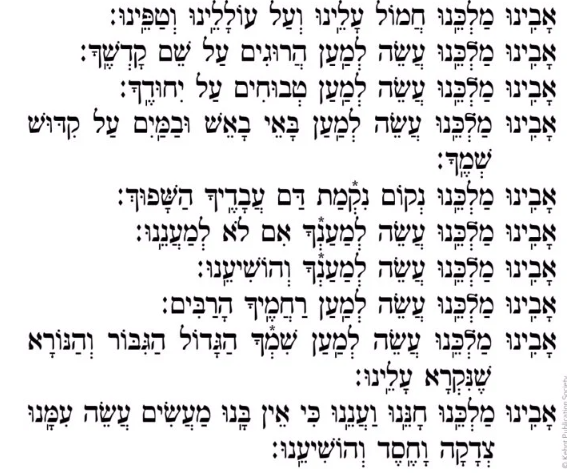 אָבִֽינוּ מַלְכֵּֽנוּ חֲמוֹל עָלֵֽינוּ וְעַל עוֹלָלֵֽינוּ וְטַפֵּֽינוּ:
אָבִֽינוּ מַלְכֵּֽנוּ עֲשֵׂה לְמַֽעַן הֲרוּגִים עַל שֵׁם קָדְשֶֽׁךָ:
אָבִֽינוּ מַלְכֵּֽנוּ עֲשֵׂה לְמַֽעַן טְבוּחִים עַל יִחוּדֶֽךָ:
אָבִֽינוּ מַלְכֵּֽנוּ עֲשֵׂה לְמַֽעַן בָּאֵי בָאֵשׁ וּבַמַּֽיִם עַל קִדּוּשׁ
שְׁמֶֽךָ:
אָבִֽינוּ מַלְכֵּֽנוּ נְקוֹם נִקְ*מַת דַּם עֲבָדֶֽיךָ הַשָּׁפוּךְ:
אָבִֽינוּ מַלְכֵּֽנוּ עֲשֵׂה לְמַעַנְ*ךָ אִם לֹא לְמַעֲנֵֽנוּ:
אָבִֽינוּ מַלְכֵּֽנוּ עֲשֵׂה לְמַעַנְ*ךָ וְהוֹשִׁיעֵֽנוּ:
אָבִֽינוּ מַלְכֵּֽנוּ עֲשֵׂה לְמַֽעַן רַחֲמֶֽיךָ הָרַבִּים:
אָבִֽינוּ מַלְכֵּֽנוּ עֲשֵׂה לְמַֽעַן שִׁמְ*ךָ הַגָּדוֹל הַגִּבּוֹר וְהַנּוֹרָא
שֶׁנִּקְרָא עָלֵֽינוּ:
אָבִֽינוּ מַלְכֵּֽנוּ חָנֵּֽנוּ וַעֲנֵֽנוּ כִּי אֵין בָּֽנוּ מַעֲשִׂים עֲשֵׂה עִמָּֽנוּ
צְדָקָה וָחֶֽסֶד וְהוֹשִׁיעֵֽנוּ:
© Kehot Publication Society